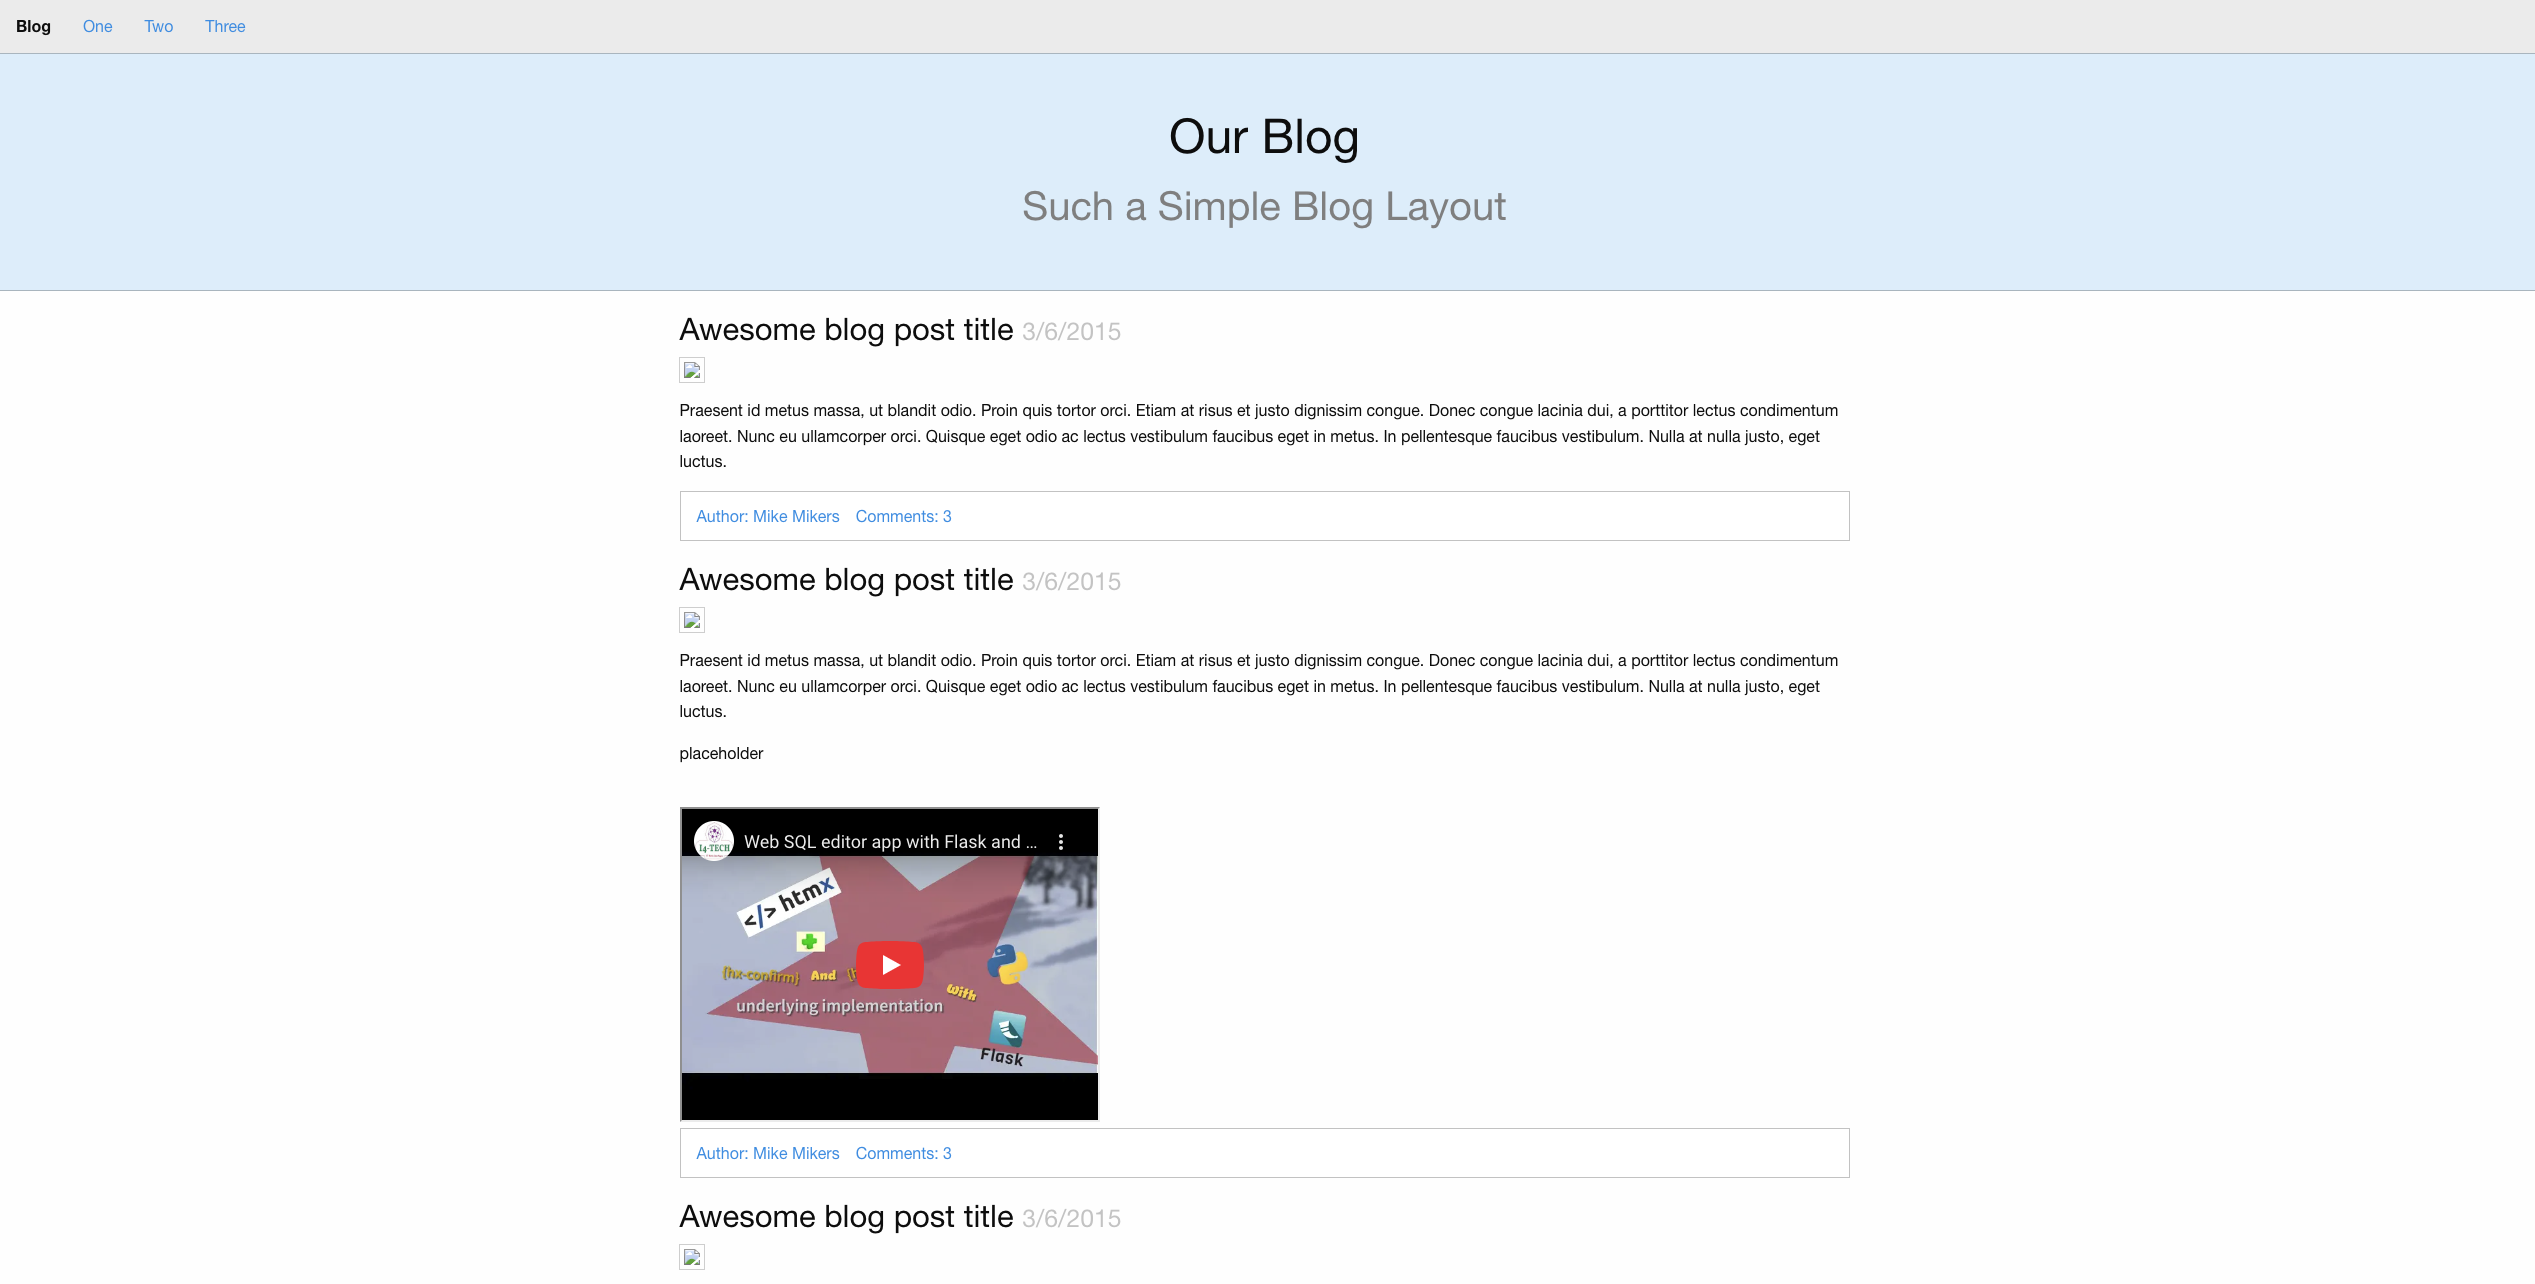 Blog One Two Three
Our Blog
Such a Simple Blog Layout
Awesome blog post title 3/6/2015
Praesent id metus massa, ut blandit odio. Proin quis tortor orci. Etiam at risus et justo dignissim congue. Donec congue lacinia dui, a porttitor lectus condimentum
laoreet. Nunc eu ullamcorper orci. Quisque eget odio ac lectus vestibulum faucibus eget in metus. In pellentesque faucibus vestibulum. Nulla at nulla justo, eget
luctus.
Author: Mike Mikers Comments: 3
Awesome blog post title 3/6/2015
Praesent id metus massa, ut blandit odio. Proin quis tortor orci. Etiam at risus et justo dignissim congue. Donec congue lacinia dui, a porttitor lectus condimentum
laoreet. Nunc eu ullamcorper orci. Quisque eget odio ac lectus vestibulum faucibus eget in metus. In pellentesque faucibus vestibulum. Nulla at nulla justo, eget
luctus.
placeholder
I4-TECH
Web SQL editor app with Flask and ...
</> htmx
{hx-confirm} And {h
with
underlying implementation
Flask
Author: Mike Mikers Comments: 3
Awesome blog post title 3/6/2015